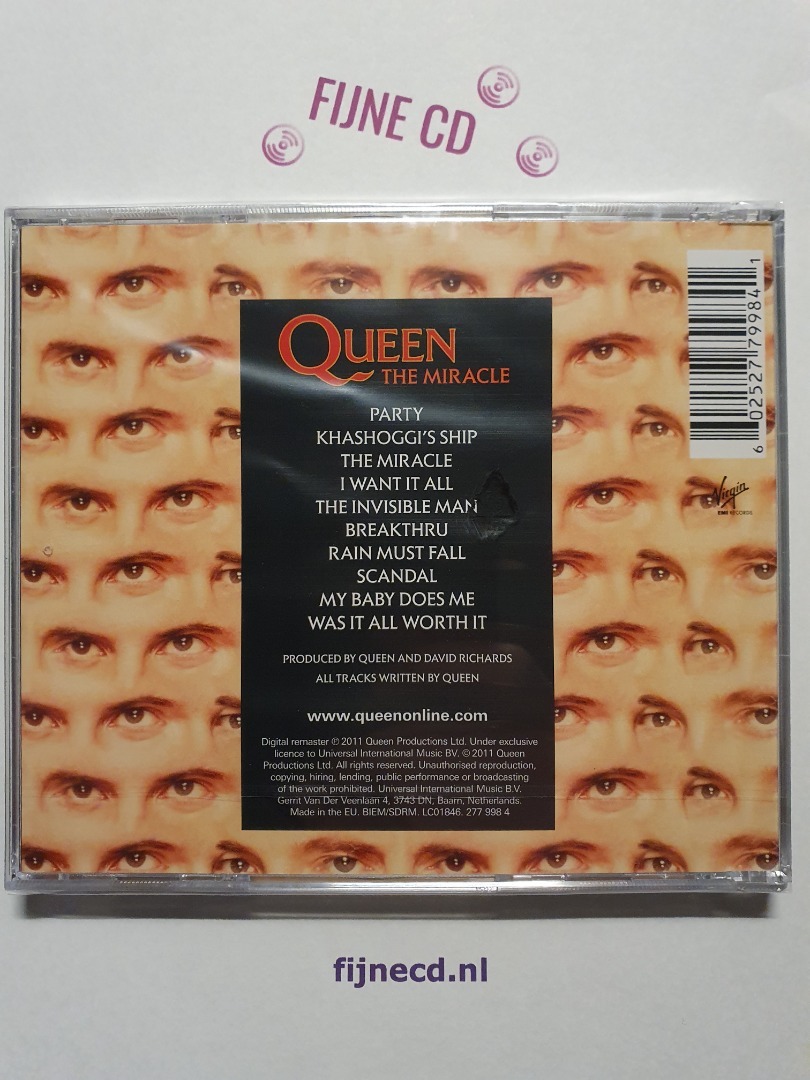 FIJNE CD
QUEEN
THE MIRACLE
PARTY
KHASHOGGI'S SHIP
THE MIRACLE
I WANT IT ALL
THE INVISIBLE MAN
BREAKTHRU
RAIN MUST FALL
SCANDAL
MY BABY DOES ME
WAS IT ALL WORTH IT
PRODUCED BY QUEEN AND DAVID RICHARDS
ALL TRACKS WRITTEN BY QUEEN
www.queenonline.com
Digital remaster ℗ 2011 Queen Productions Ltd. Under exclusive
licence to Universal International Music BV. © 2011 Queen
Productions Ltd. All rights reserved. Unauthorised reproduction,
copying, hiring, lending, public performance or broadcasting
of the work prohibited. Universal International Music B.V.
Gerrit Van Der Veenlaan 4, 3743 DN, Baarn, Netherlands.
Made in the EU. BIEM/SDRM. LC01846. 277 998 4
6 02527 79984 1
Virgin
EMI RECORDS
fijnecd.nl